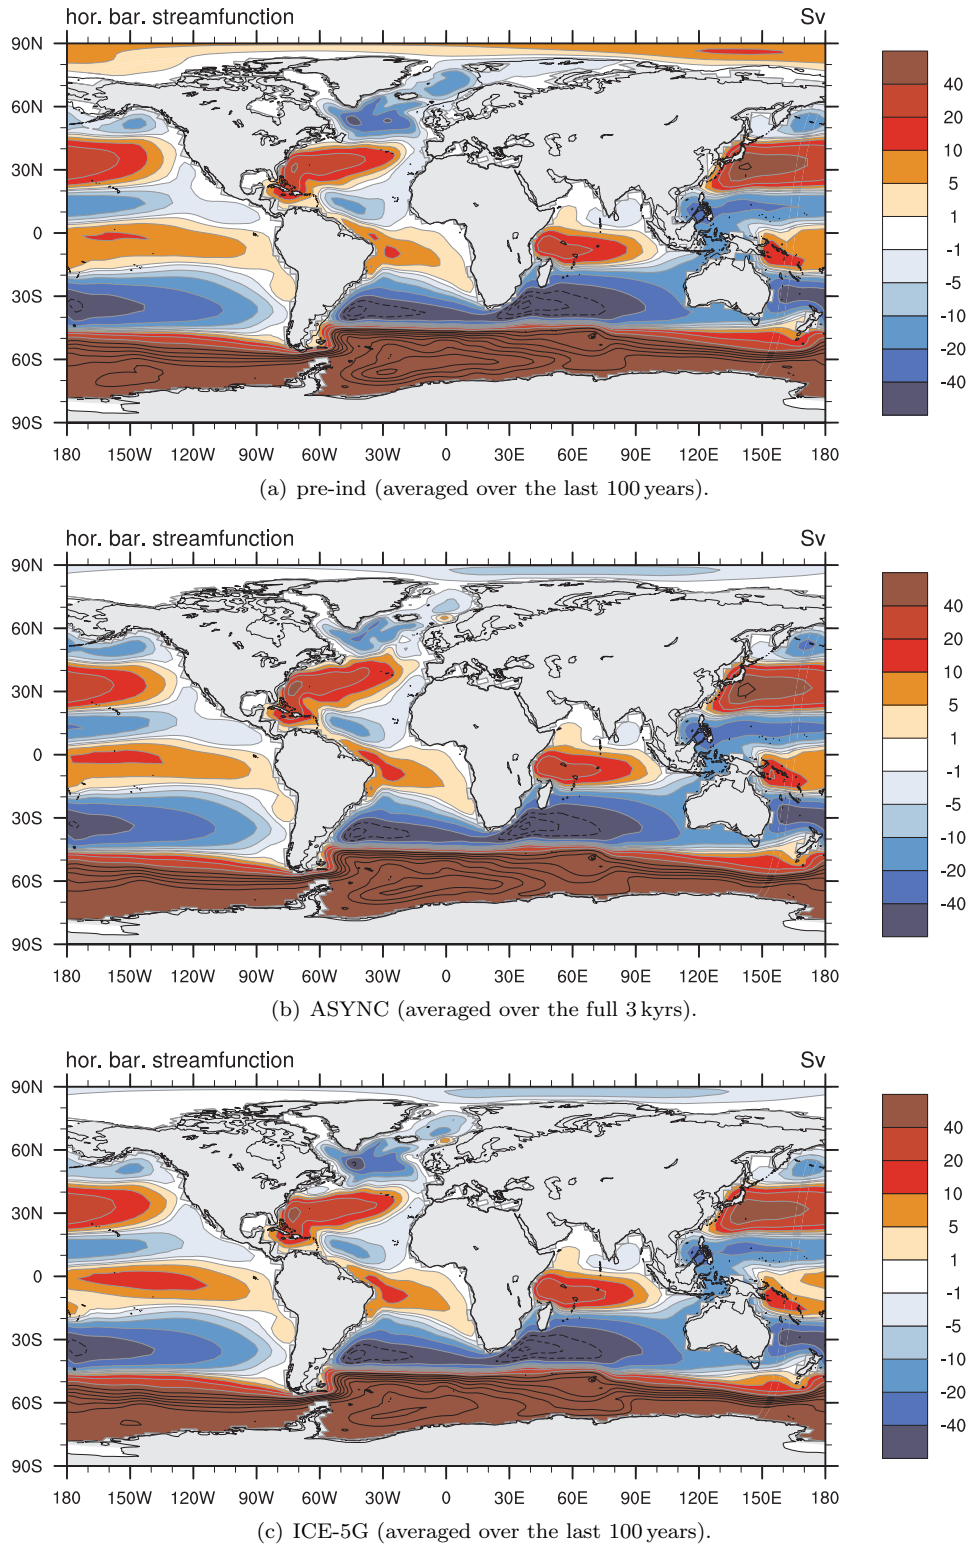 hor. bar. streamfunction Sv
90N
60N
30N
0
30S
60S
90S
180 150W 120W 90W 60W 30W 0 30E 60E 90E 120E 150E 180
40
20
10
5
1
-1
-5
-10
-20
-40
(a) pre-ind (averaged over the last 100 years).
hor. bar. streamfunction Sv
90N
60N
30N
0
30S
60S
90S
180 150W 120W 90W 60W 30W 0 30E 60E 90E 120E 150E 180
40
20
10
5
1
-1
-5
-10
-20
-40
(b) ASYNC (averaged over the full 3 kyrs).
hor. bar. streamfunction Sv
90N
60N
30N
0
30S
60S
90S
180 150W 120W 90W 60W 30W 0 30E 60E 90E 120E 150E 180
40
20
10
5
1
-1
-5
-10
-20
-40
(c) ICE-5G (averaged over the last 100 years).